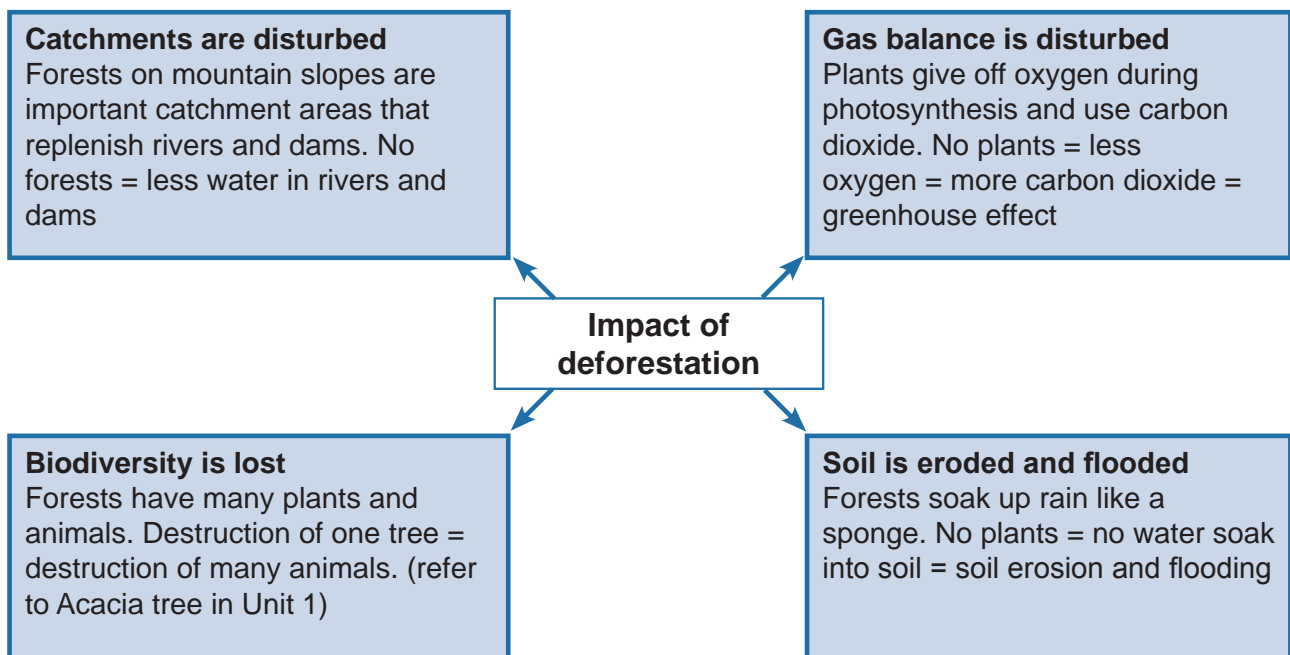 Catchments are disturbed
Forests on mountain slopes are
important catchment areas that
replenish rivers and dams. No
forests = less water in rivers and
dams
Gas balance is disturbed
Plants give off oxygen during
photosynthesis and use carbon
dioxide. No plants = less
oxygen = more carbon dioxide =
greenhouse effect
Impact of
deforestation
Biodiversity is lost
Forests have many plants and
animals. Destruction of one tree =
destruction of many animals. (refer
to Acacia tree in Unit 1)
Soil is eroded and flooded
Forests soak up rain like a
sponge. No plants = no water soak
into soil = soil erosion and flooding